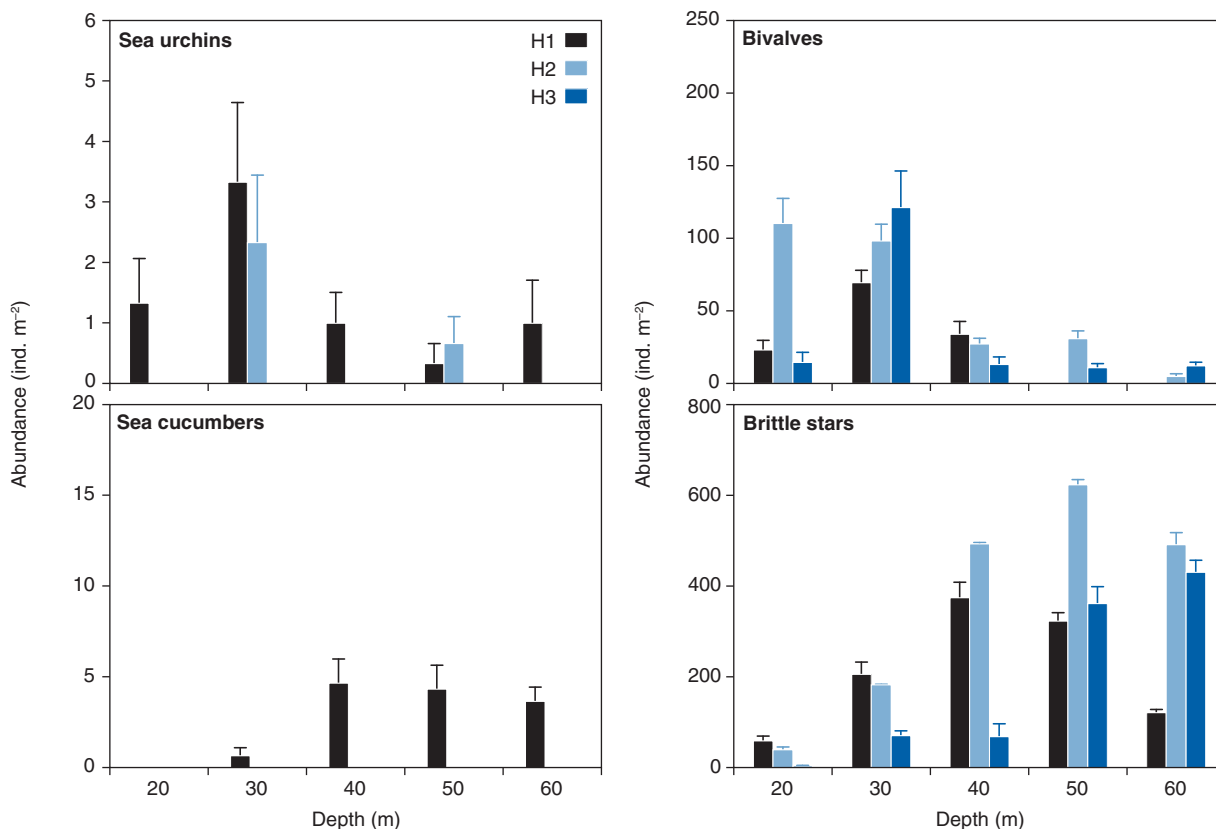 Sea urchins
H1
H2
H3
6
5
4
3
2
1
0
Abundance (ind. m⁻²)
Sea cucumbers
20
15
10
5
0
20 30 40 50 60
Depth (m)
Bivalves
250
200
150
100
50
0
Abundance (ind. m⁻²)
Brittle stars
800
600
400
200
0
20 30 40 50 60
Depth (m)